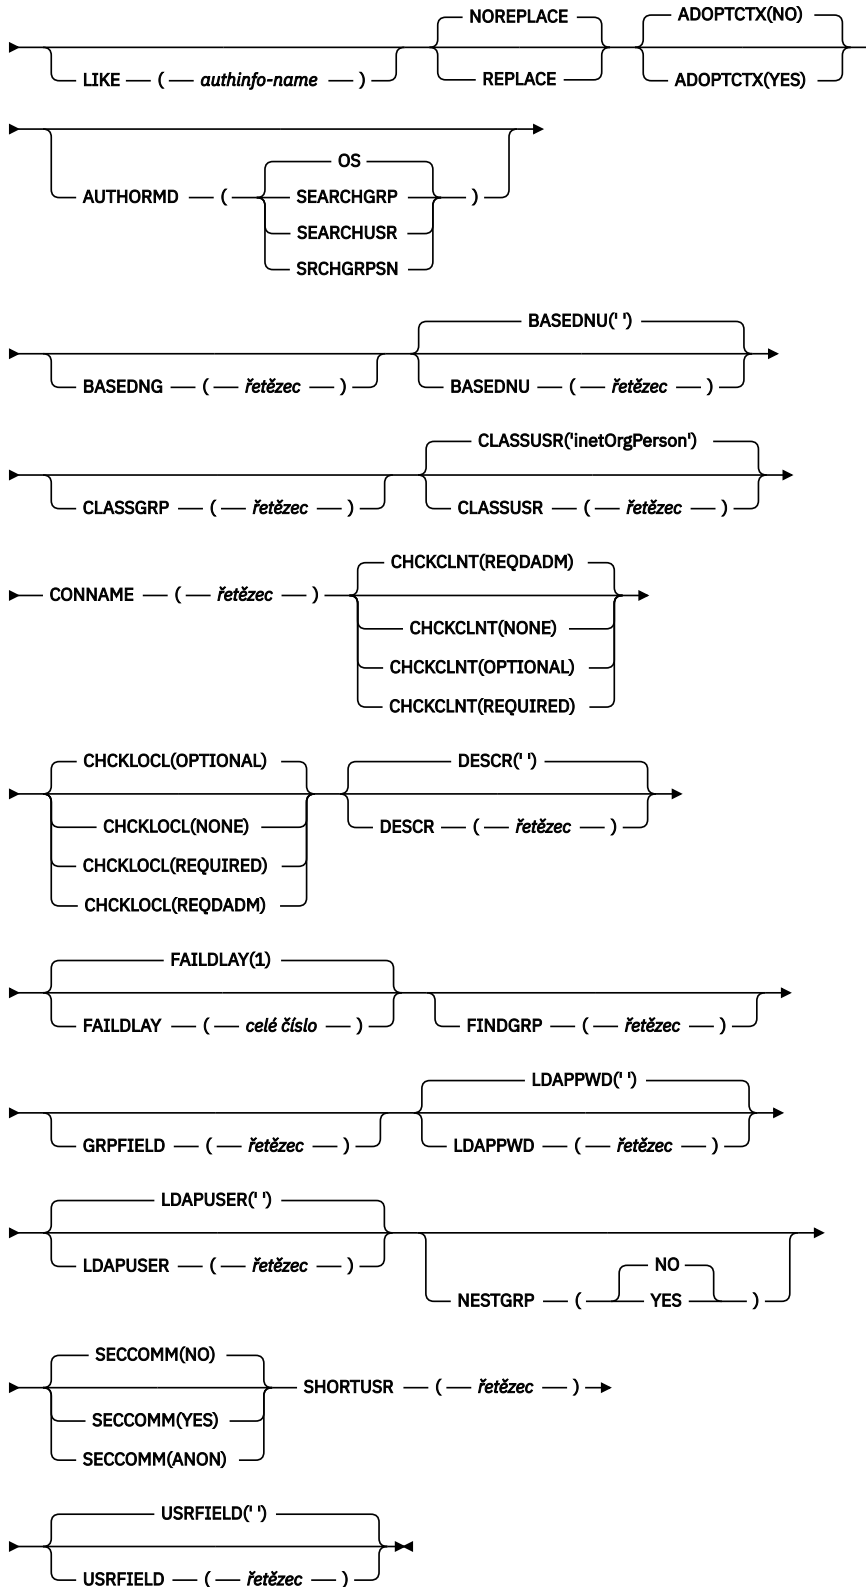 NOREPLACE ADOPTCTX(NO)
LIKE ( authinfo-name ) REPLACE ADOPTCTX(YES)
OS
AUTHORMD ( SEARCHGRP )
SEARCHUSR
SRCHGRPSN
BASEDNU(' ')
BASEDNG ( řetězec ) BASEDNU ( řetězec )
CLASSUSR('inetOrgPerson')
CLASSGRP ( řetězec ) CLASSUSR ( řetězec )
CHCKCLNT(REQDADM)
CONNAME ( řetězec )
CHCKCLNT(NONE)
CHCKCLNT(OPTIONAL)
CHCKCLNT(REQUIRED)
CHCKLOCL(OPTIONAL) DESCR(' ')
CHCKLOCL(NONE) DESCR ( řetězec )
CHCKLOCL(REQUIRED)
CHCKLOCL(REQDADM)
FAILDLAY(1)
FAILDLAY ( celé číslo ) FINDGRP ( řetězec )
LDAPPWD(' ')
GRPFIELD ( řetězec ) LDAPPWD ( řetězec )
LDAPUSER(' ')
LDAPUSER ( řetězec )
NO
NESTGRP ( YES )
SECCOMM(NO)
SHORTUSR ( řetězec )
SECCOMM(YES)
SECCOMM(ANON)
USRFIELD(' ')
USRFIELD ( řetězec )